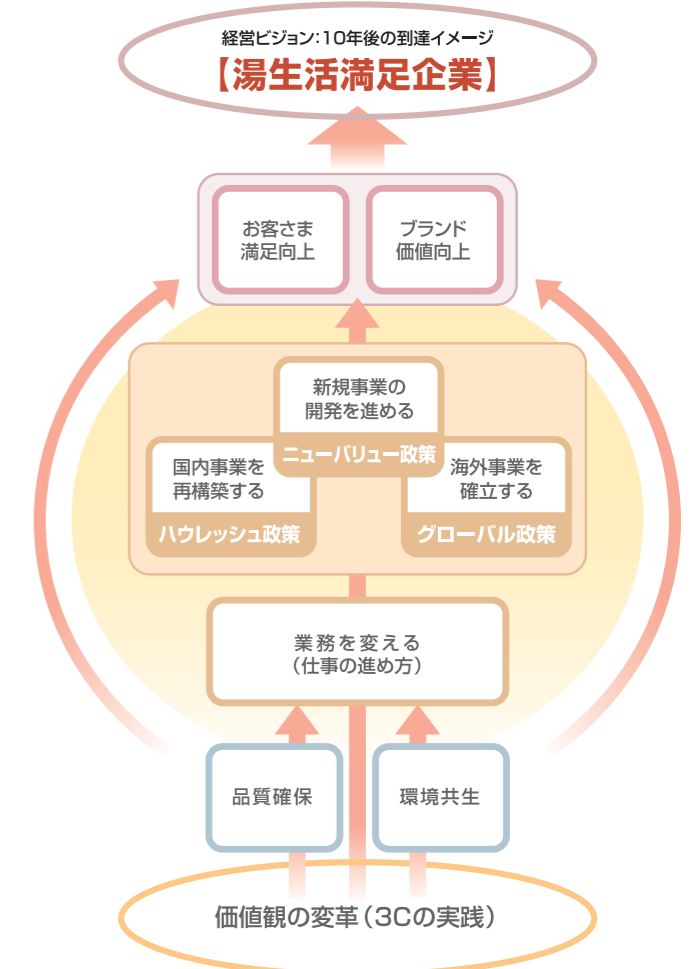 経営ビジョン：10年後の到達イメージ
【湯生活満足企業】
お客さま
満足向上
ブランド
価値向上
新規事業の
開発を進める
ニューバリュー政策
国内事業を
再構築する
ハウレッシュ政策
海外事業を
確立する
グローバル政策
業務を変える
（仕事の進め方）
品質確保
環境共生
価値観の変革（3Cの実践）